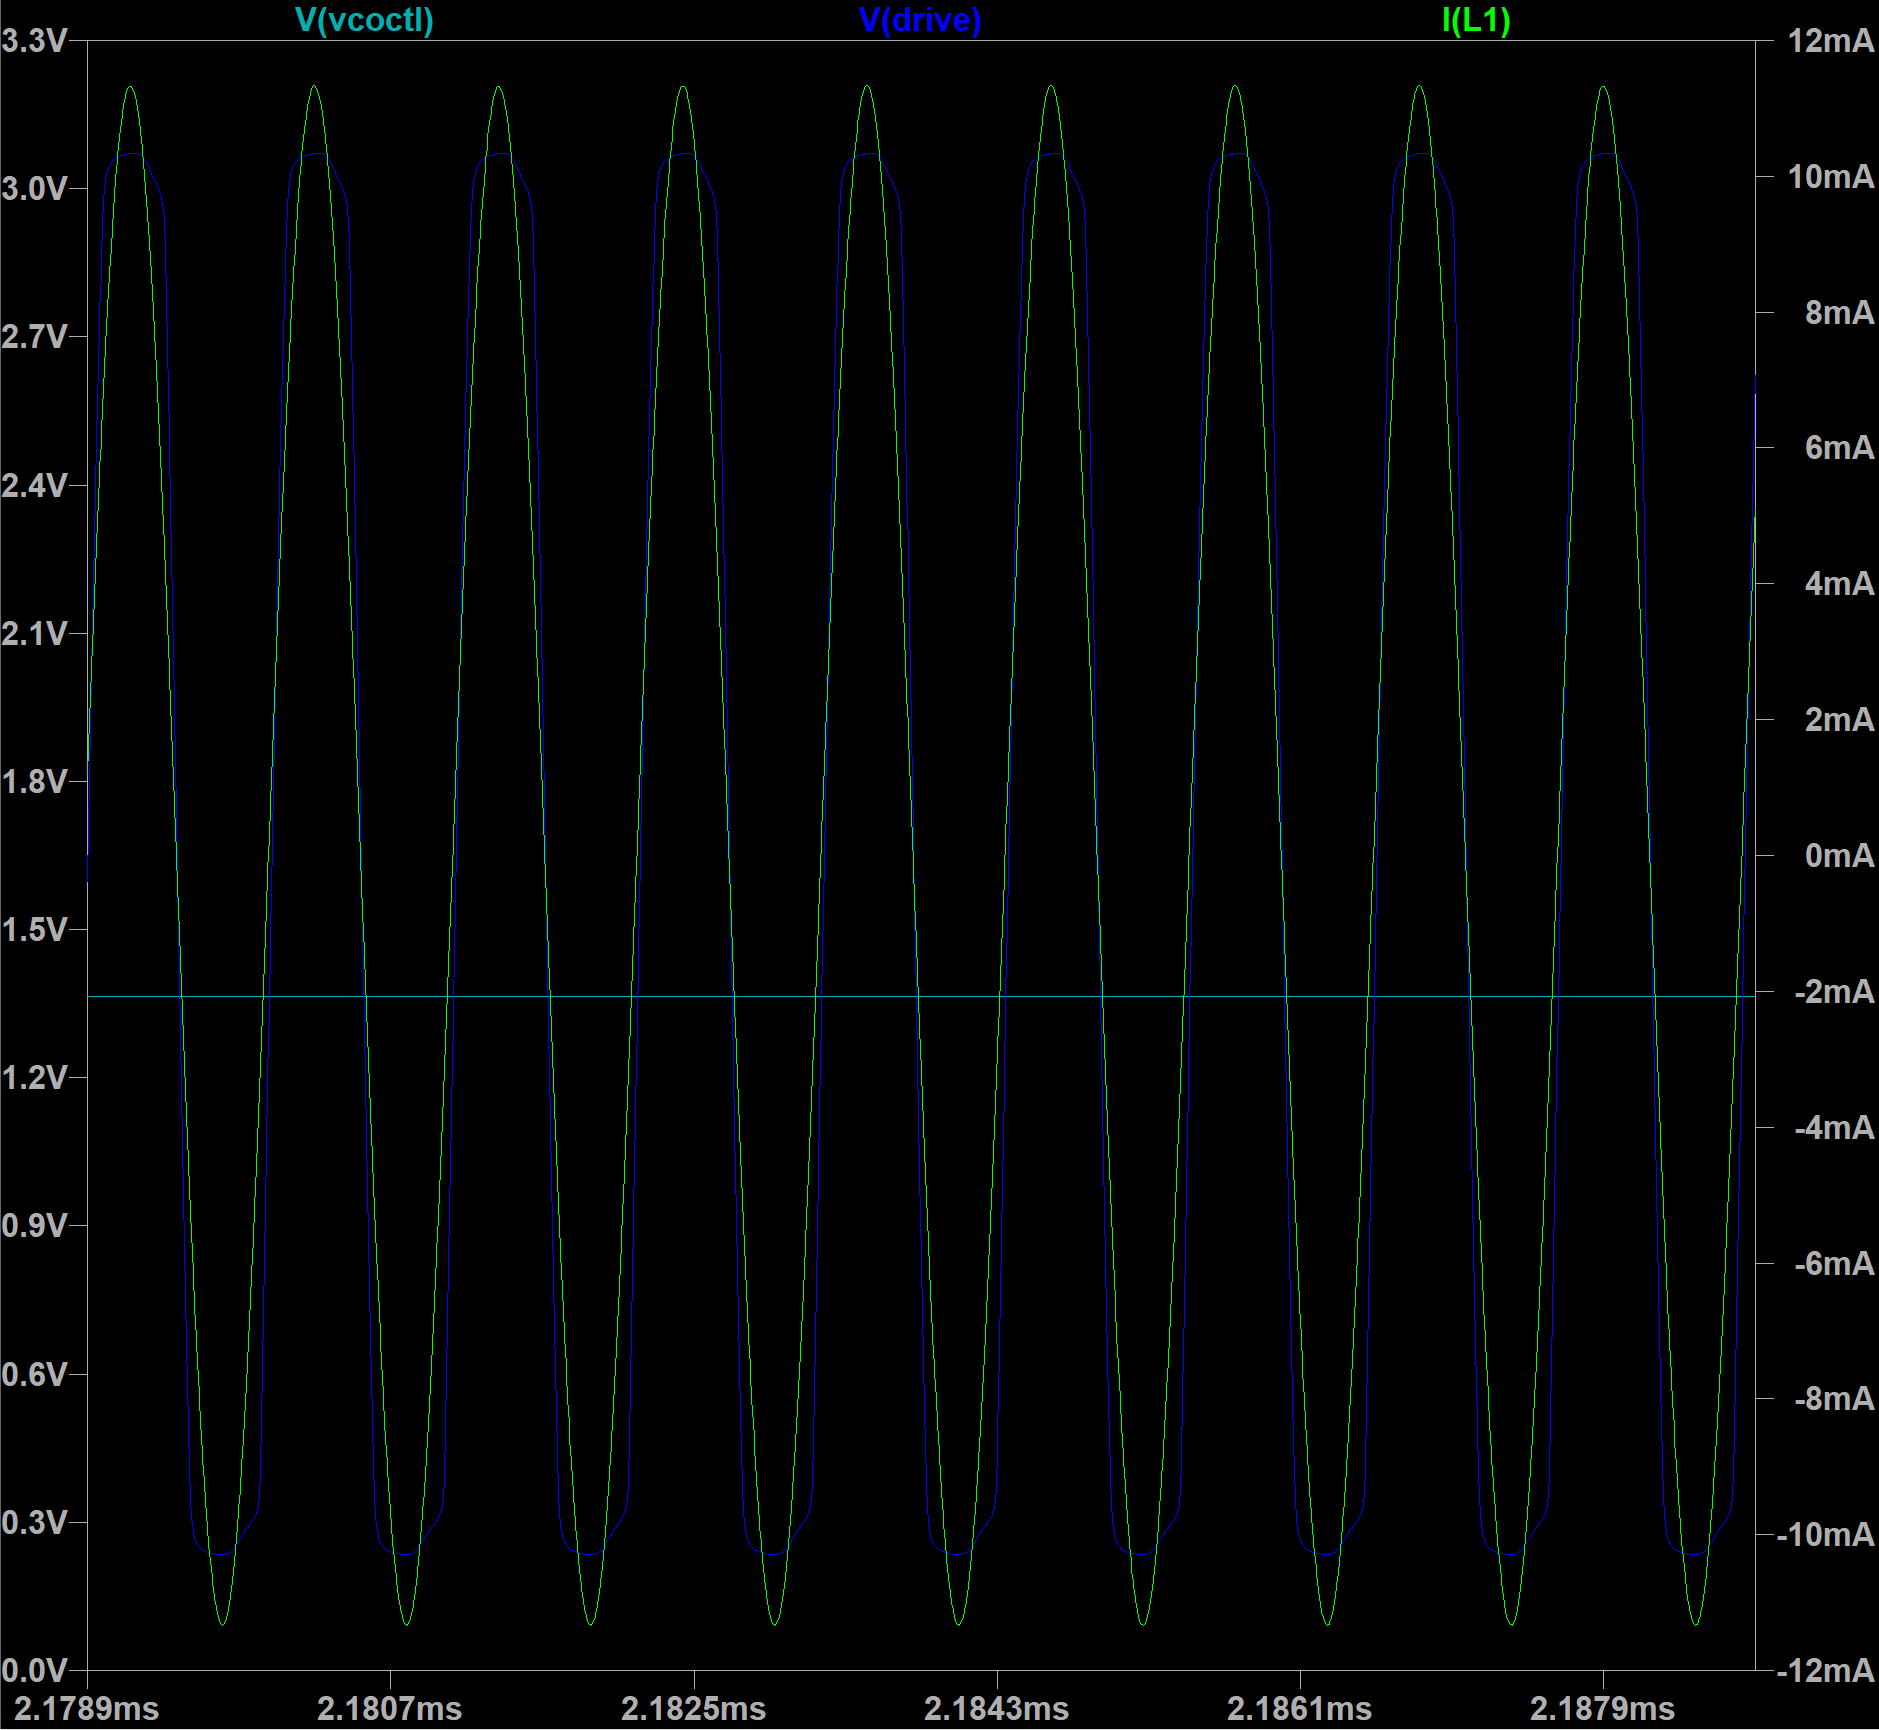 V(vcoctl) V(drive) I(L1)
3.3V 12mA
3.0V 10mA
2.7V 8mA
2.4V 6mA
2.1V 4mA
1.8V 2mA
1.5V 0mA
1.2V -2mA
0.9V -4mA
0.6V -6mA
0.3V -8mA
0.0V -10mA
-12mA
2.1789ms 2.1807ms 2.1825ms 2.1843ms 2.1861ms 2.1879ms